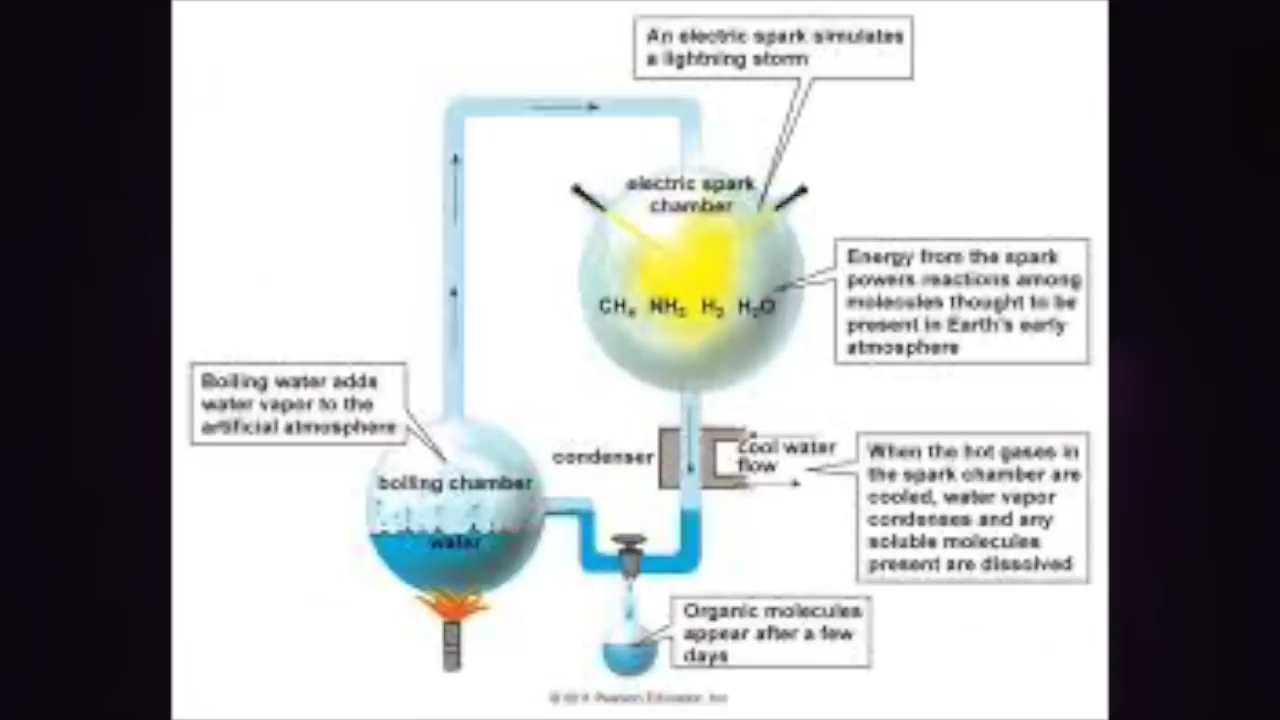 An electric spark simulates
a lightning storm
electric spark
chamber
Energy from the spark
powers reactions among
molecules thought to be
present in Earth's early
atmosphere
CH₄ NH₃ H₂ H₂O
Boiling water adds
water vapor to the
artificial atmosphere
boiling chamber
water
condenser
cool water
flow
When the hot gases in
the spark chamber are
cooled, water vapor
condenses and any
soluble molecules
present are dissolved
Organic molecules
appear after a few
days
Pearson Education, Inc.